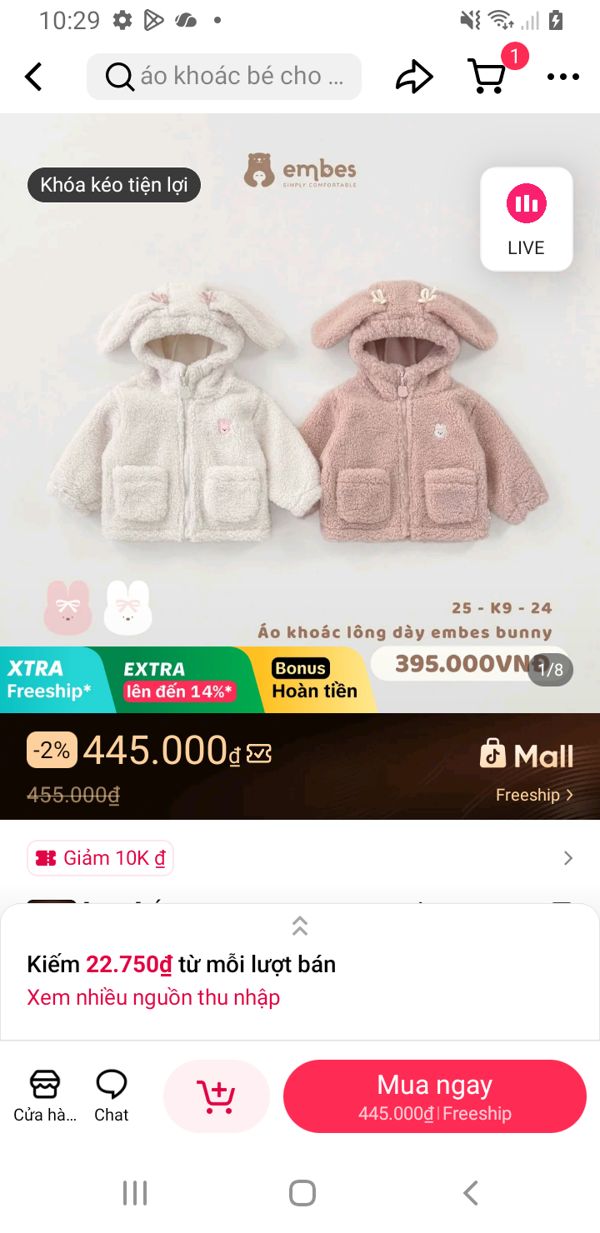 10:29
áo khoác bé cho ...
1
Khóa kéo tiện lợi
embes
SIMPLY COMFORTABLE
LIVE
25 - K9 - 24
Áo khoác lông dày embes bunny
395.000VNĐ
1/8
XTRA
Freeship*
EXTRA
lên đến 14%*
Bonus
Hoàn tiền
-2% 445.000₫
455.000₫
Mall
Freeship
Giảm 10K ₫
Kiếm 22.750₫ từ mỗi lượt bán
Xem nhiều nguồn thu nhập
Cửa hà...
Chat
Mua ngay
445.000₫|Freeship